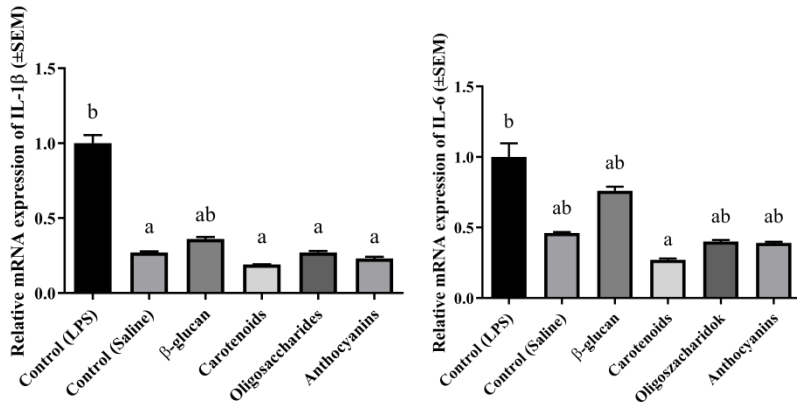 Relative mRNA expression of IL-1β (±SEM)
1.5
1.0
0.5
0.0
b
a
ab
a
a
a
Control (LPS)
Control (Saline)
β-glucan
Carotenoids
Oligosaccharides
Anthocyanins
Relative mRNA expression of IL-6 (±SEM)
1.5
1.0
0.5
0.0
b
ab
ab
a
ab
ab
Control (LPS)
Control (Saline)
β-glucan
Carotenoids
Oligoszacharidok
Anthocyanins